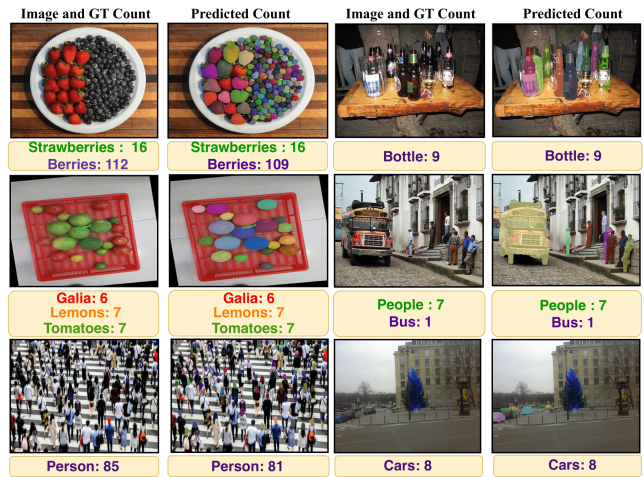 Image and GT Count
Predicted Count
Image and GT Count
Predicted Count
Strawberries : 16
Berries: 112
Strawberries : 16
Berries: 109
Bottle: 9
Bottle: 9
Galia: 6
Lemons: 7
Tomatoes: 7
Galia: 6
Lemons: 7
Tomatoes: 7
People : 7
Bus: 1
People : 7
Bus: 1
Person: 85
Person: 81
Cars: 8
Cars: 8